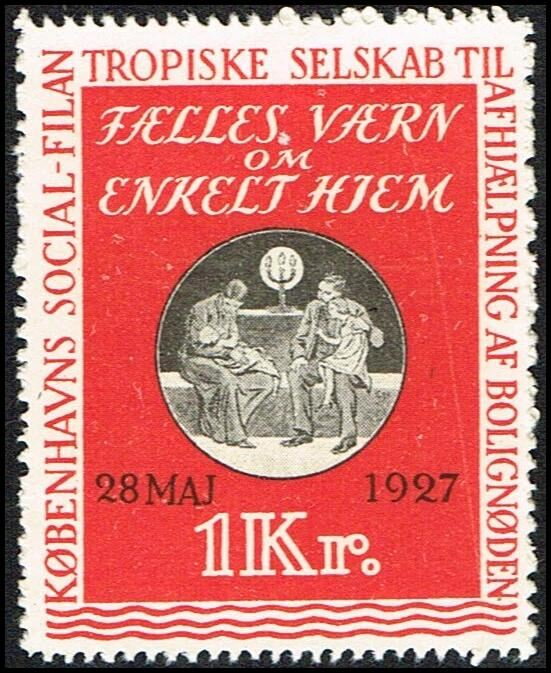 KØBENHAVNS SOCIAL-FILAN
TROPISKE SELSKAB TIL
AFHJÆLPNING AF BOLIGNØDEN
FÆLLES VÆRN
OM
ENKELT HJEM
28 MAJ 1927
1 Kr.